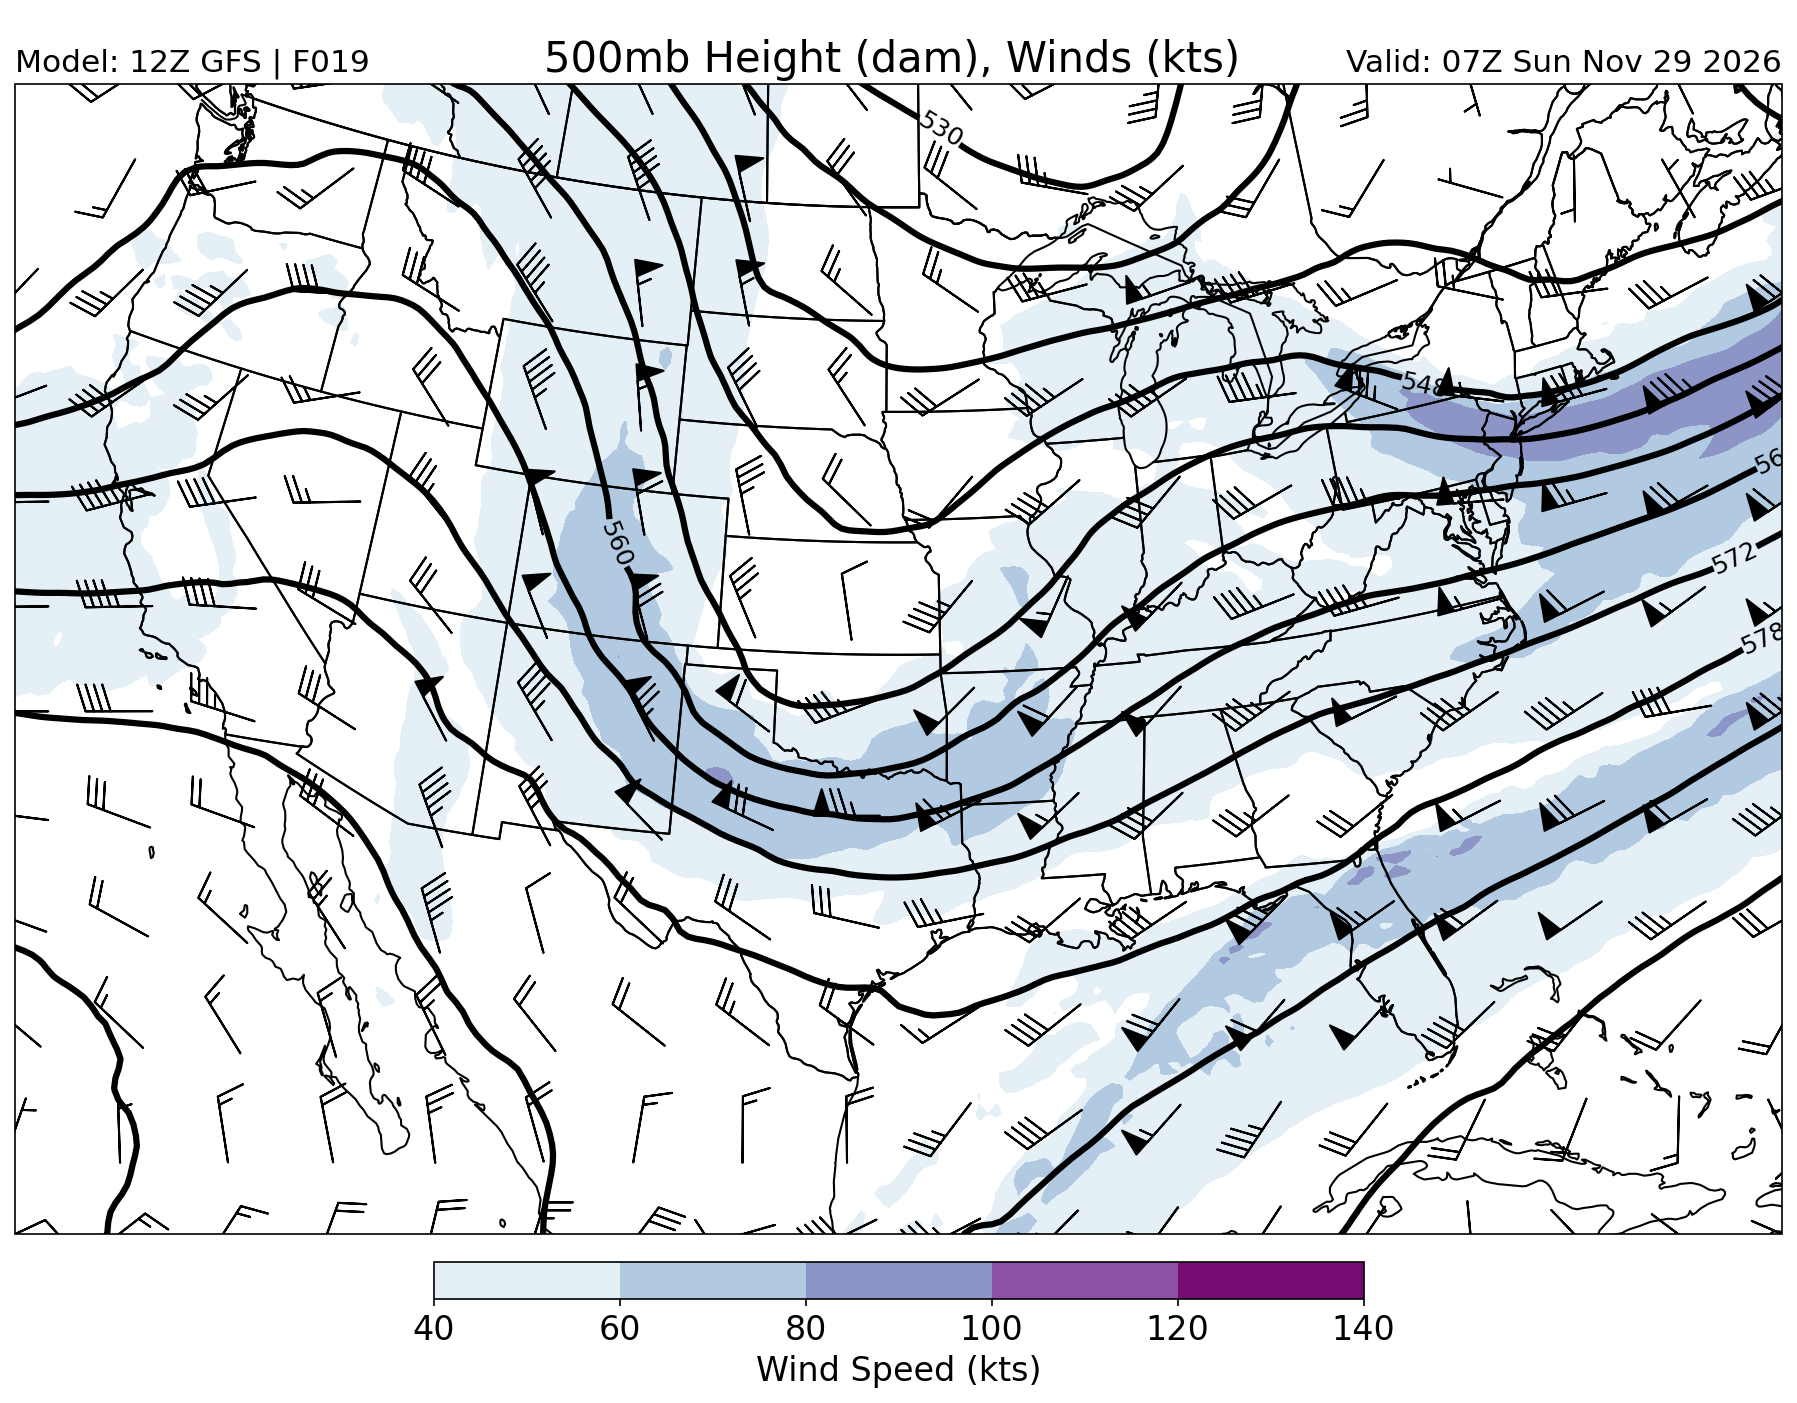 Model: 12Z GFS | F019
500mb Height (dam), Winds (kts)
Valid: 07Z Sun Nov 29 2026
530
548
560
572
578
40 60 80 100 120 140
Wind Speed (kts)